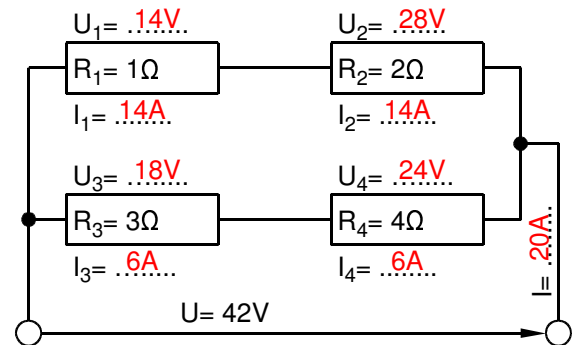 U1= 14V U2= 28V
R1= 1Ω R2= 2Ω
I1= 14A I2= 14A
U3= 18V U4= 24V
R3= 3Ω R4= 4Ω
I3= 6A I4= 6A
I= 20A
U= 42V